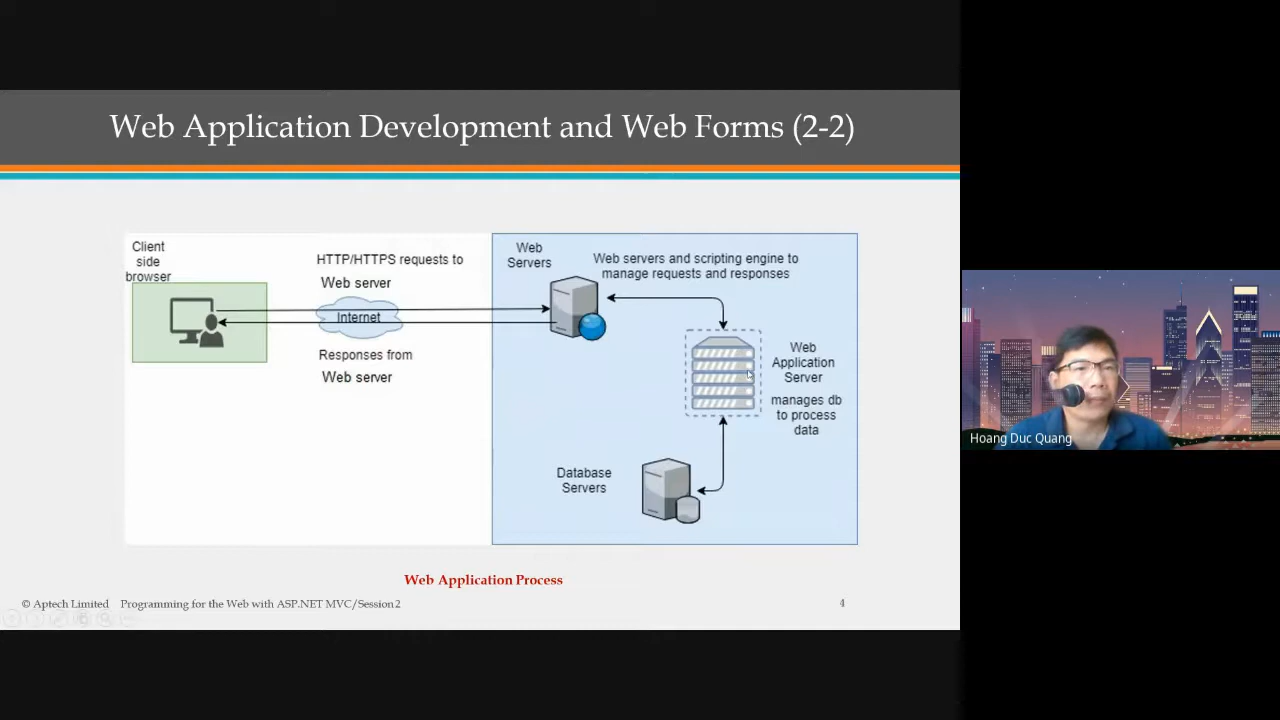 Web Application Development and Web Forms (2-2)
Client
side
browser
HTTP/HTTPS requests to
Web server
Internet
Responses from
Web server
Web
Servers
Web servers and scripting engine to
manage requests and responses
Web
Application
Server
manages db
to process
data
Database
Servers
Web Application Process
© Aptech Limited Programming for the Web with ASP.NET MVC/Session 2
4
Hoang Duc Quang